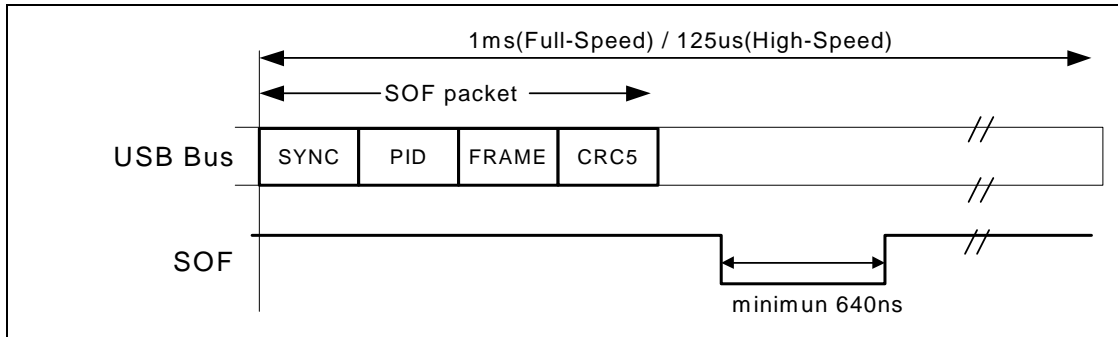 1ms(Full-Speed) / 125us(High-Speed)
SOF packet
USB Bus SYNC PID FRAME CRC5
SOF
minimun 640ns